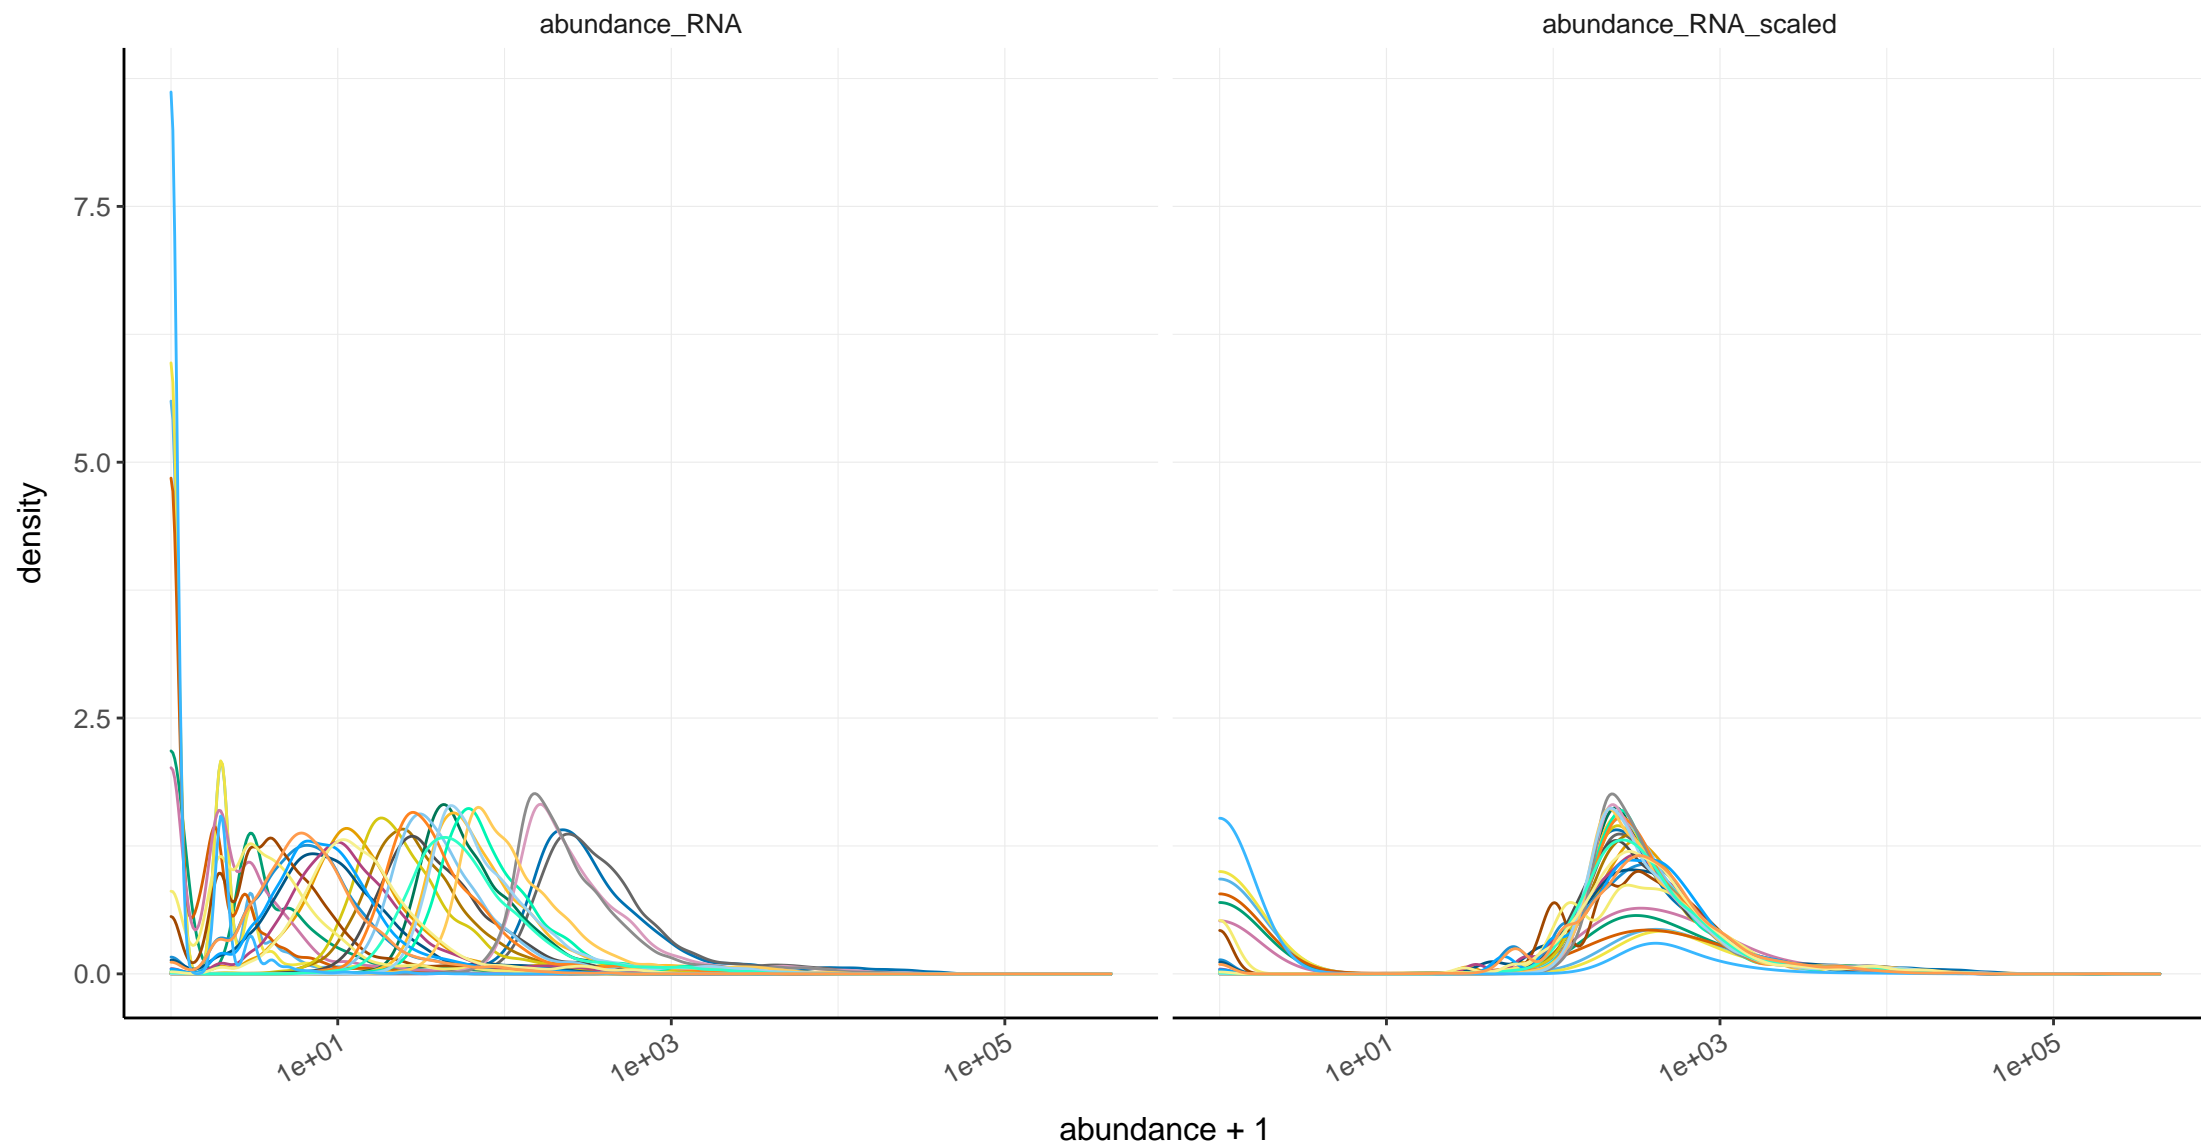 abundance_RNA
abundance_RNA_scaled
density
7.5
5.0
2.5
0.0
1e+01
1e+03
1e+05
1e+01
1e+03
1e+05
abundance + 1